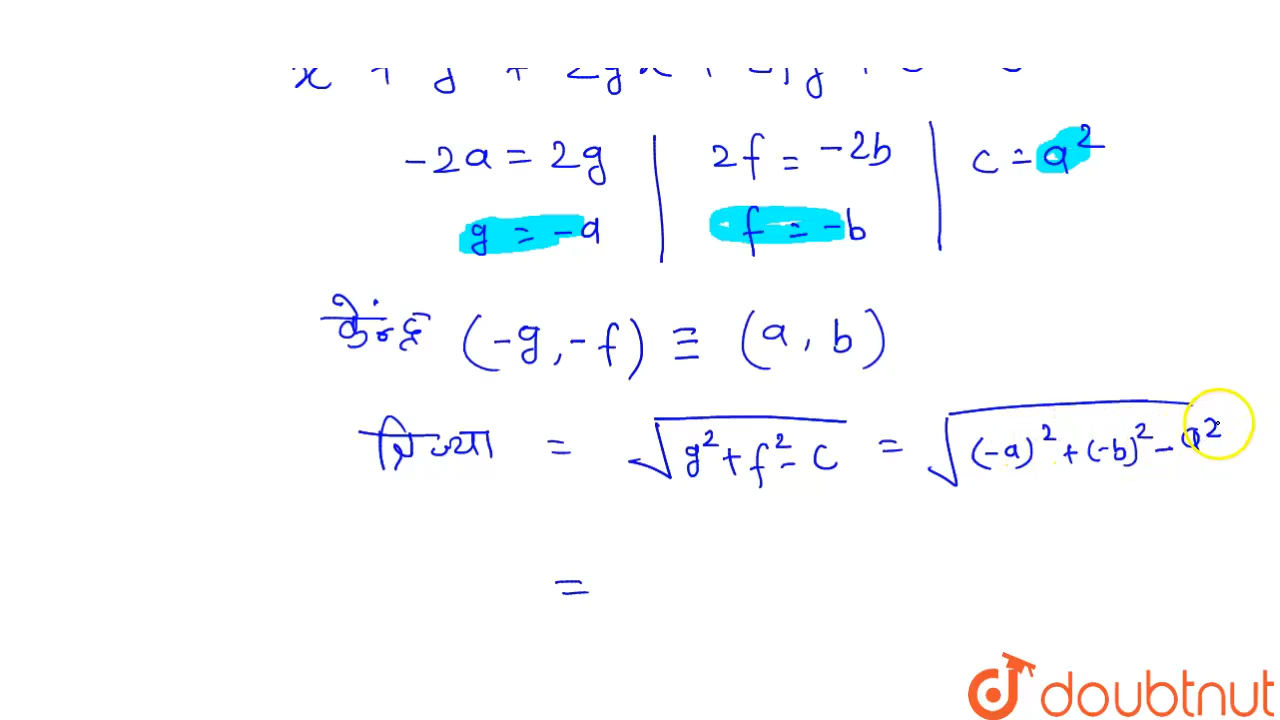 -2a = 2g | 2f = -2b | c = a²
g = -a | f = -b
केन्द्र (-g, -f) ≡ (a, b)
त्रिज्या = √(g² + f² - c) = √((-a)² + (-b)² - a²)
=
doubtnut